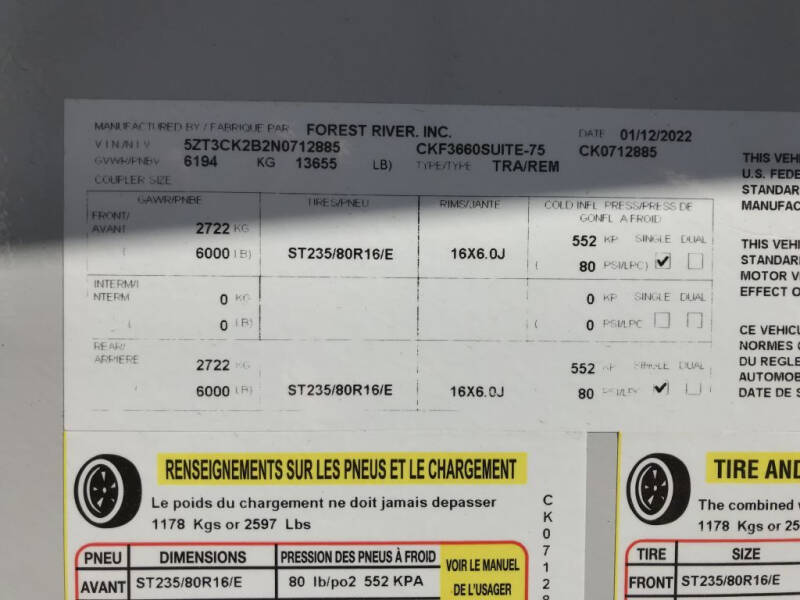 MANUFACTURED BY / FABRIQUE PAR FOREST RIVER. INC. DATE 01/12/2022
V I N / N I V 5ZT3CK2B2N0712885 CKF3660SUITE-75 CK0712885
GVWR/PNBV 6194 KG 13655 LB) TYPE/TYPE TRA/REM
COUPLER SIZE
GAWR/PNBE TIRES/PNEU RIMS/JANTE COLD INFL PRESS/PRESS DE
GONFL A FROID
FRONT/
AVANT 2722 KG 552 KP SINGLE DUAL
( 6000 LB) ST235/80R16/E 16X6.0J ( 80 PSI/LPC)
INTERM/I
NTERM 0 KG 0 KP SINGLE DUAL
( 0 LB) ( 0 PSI/LPC
REAR/
ARRIERE 2722 KG 552 KP SINGLE DUAL
( 6000 LB) ST235/80R16/E 16X6.0J 80 PSI/LPC
THIS VEH
U.S. FEDE
STANDAR
MANUFAC
THIS VEHI
STANDARD
MOTOR VE
EFFECT O
CE VEHICU
NORMES
DU REGLE
AUTOMOB
DATE DE S
RENSEIGNEMENTS SUR LES PNEUS ET LE CHARGEMENT
Le poids du chargement ne doit jamais depasser
1178 Kgs or 2597 Lbs
PNEU DIMENSIONS PRESSION DES PNEUS À FROID VOIR LE MANUEL
DE L'USAGER
AVANT ST235/80R16/E 80 lb/po2 552 KPA
CK07128
TIRE AND
The combined
1178 Kgs or 25
TIRE SIZE
FRONT ST235/80R16/E